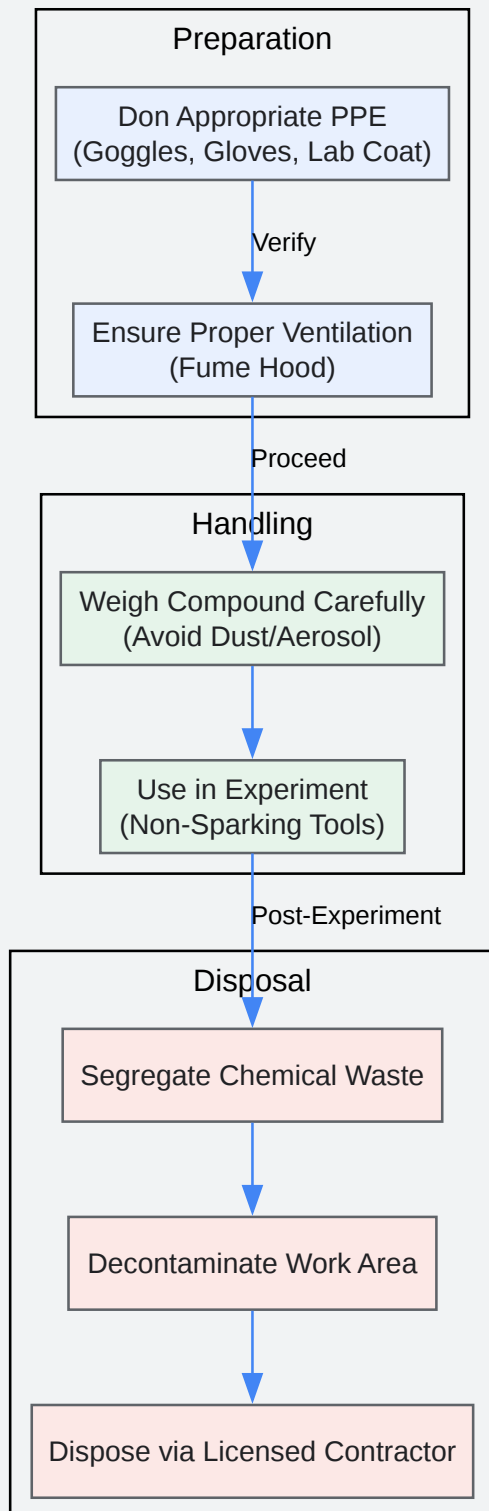 Preparation
Don Appropriate PPE
(Goggles, Gloves, Lab Coat)
Verify
Ensure Proper Ventilation
(Fume Hood)
Proceed
Handling
Weigh Compound Carefully
(Avoid Dust/Aerosol)
Use in Experiment
(Non-Sparking Tools)
Post-Experiment
Disposal
Segregate Chemical Waste
Decontaminate Work Area
Dispose via Licensed Contractor